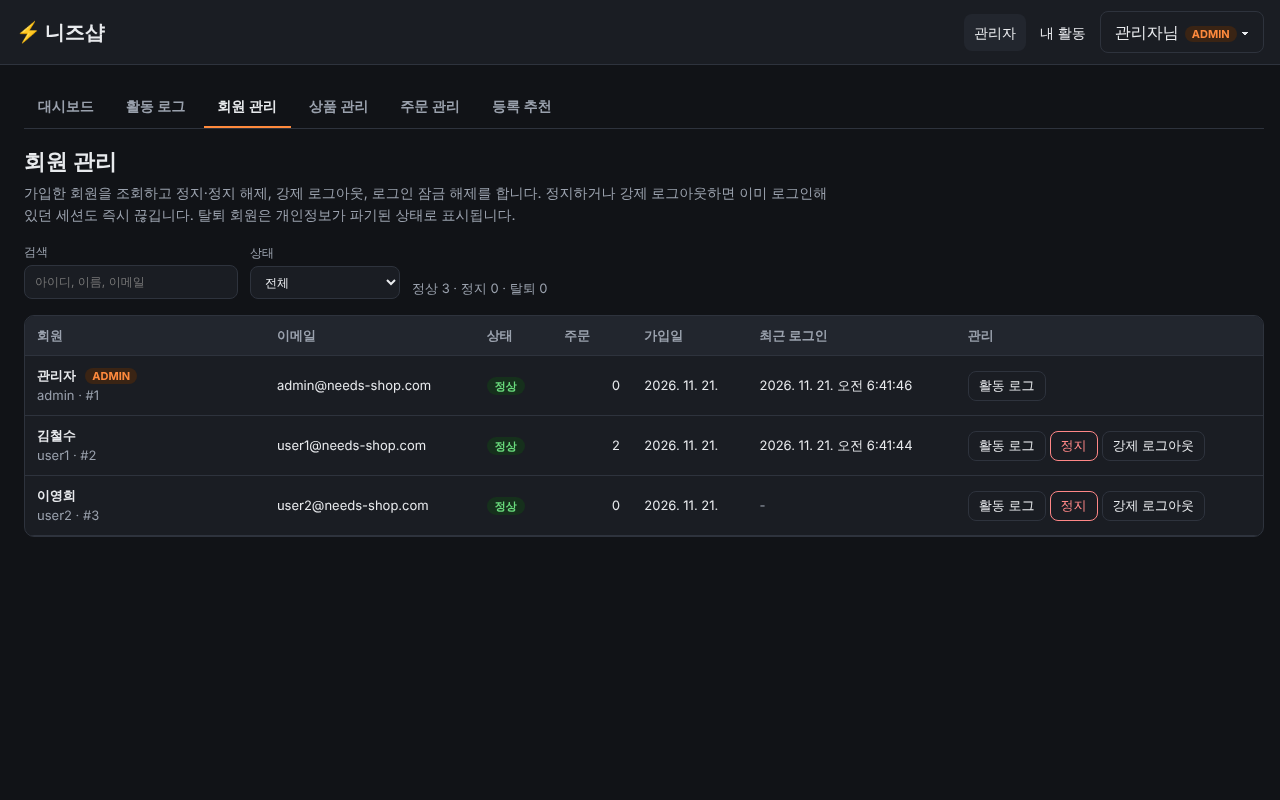 ⚡ 니즈샵
관리자 내 활동 관리자님 ADMIN
대시보드 활동 로그 회원 관리 상품 관리 주문 관리 등록 추천
회원 관리
가입한 회원을 조회하고 정지·정지 해제, 강제 로그아웃, 로그인 잠금 해제를 합니다. 정지하거나 강제 로그아웃하면 이미 로그인해
있던 세션도 즉시 끊깁니다. 탈퇴 회원은 개인정보가 파기된 상태로 표시됩니다.
검색 상태
아이디, 이름, 이메일 전체 정상 3 · 정지 0 · 탈퇴 0
회원 이메일 상태 주문 가입일 최근 로그인 관리
관리자 ADMIN
admin · #1
admin@needs-shop.com 정상 0 2026. 11. 21. 2026. 11. 21. 오전 6:41:46 활동 로그
김철수
user1 · #2
user1@needs-shop.com 정상 2 2026. 11. 21. 2026. 11. 21. 오전 6:41:44 활동 로그 정지 강제 로그아웃
이영희
user2 · #3
user2@needs-shop.com 정상 0 2026. 11. 21. - 활동 로그 정지 강제 로그아웃